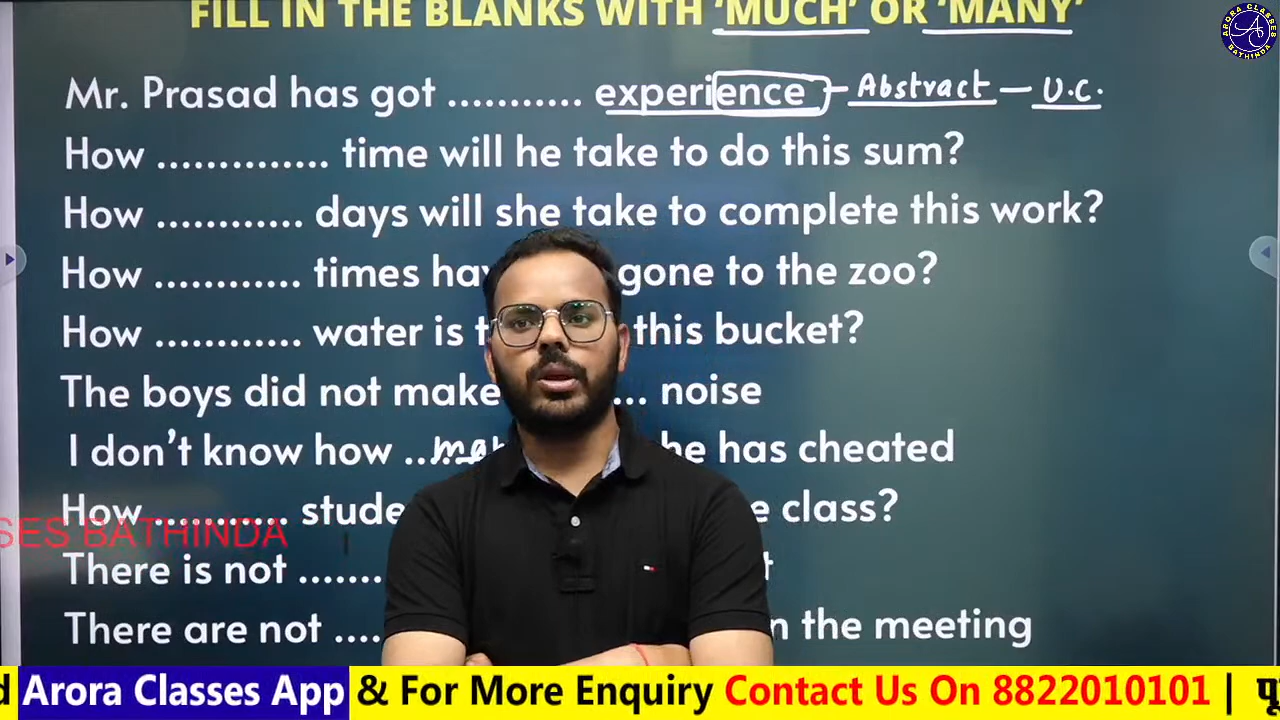 FILL IN THE BLANKS WITH ‘MUCH’ OR ‘MANY’
ARORA CLASSES BATHINDA
Mr. Prasad has got ........... experience – Abstract – U.C.
How .............. time will he take to do this sum?
How ............ days will she take to complete this work?
How ............ times gone to the zoo?
How ............ water is this bucket?
The boys did not make ... noise
I don’t know how .. he has cheated
How ........... class?
SES BATHINDA
There is not .......
There are not .... the meeting
Arora Classes App & For More Enquiry Contact Us On 8822010101 |